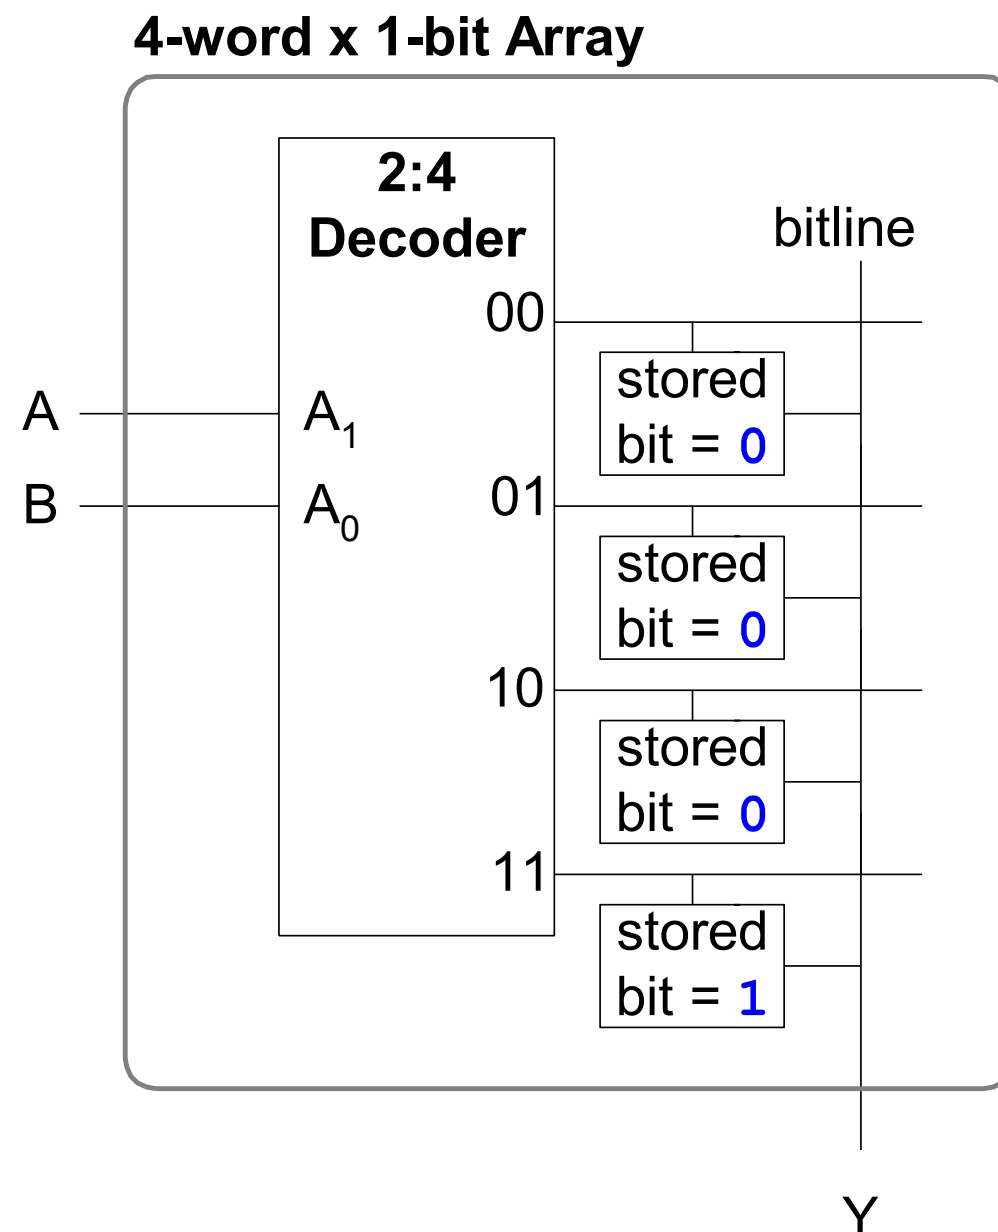 4-word x 1-bit Array
2:4
Decoder
bitline
00
stored
bit = 0
A
A1
01
B
A0
stored
bit = 0
10
stored
bit = 0
11
stored
bit = 1
Y